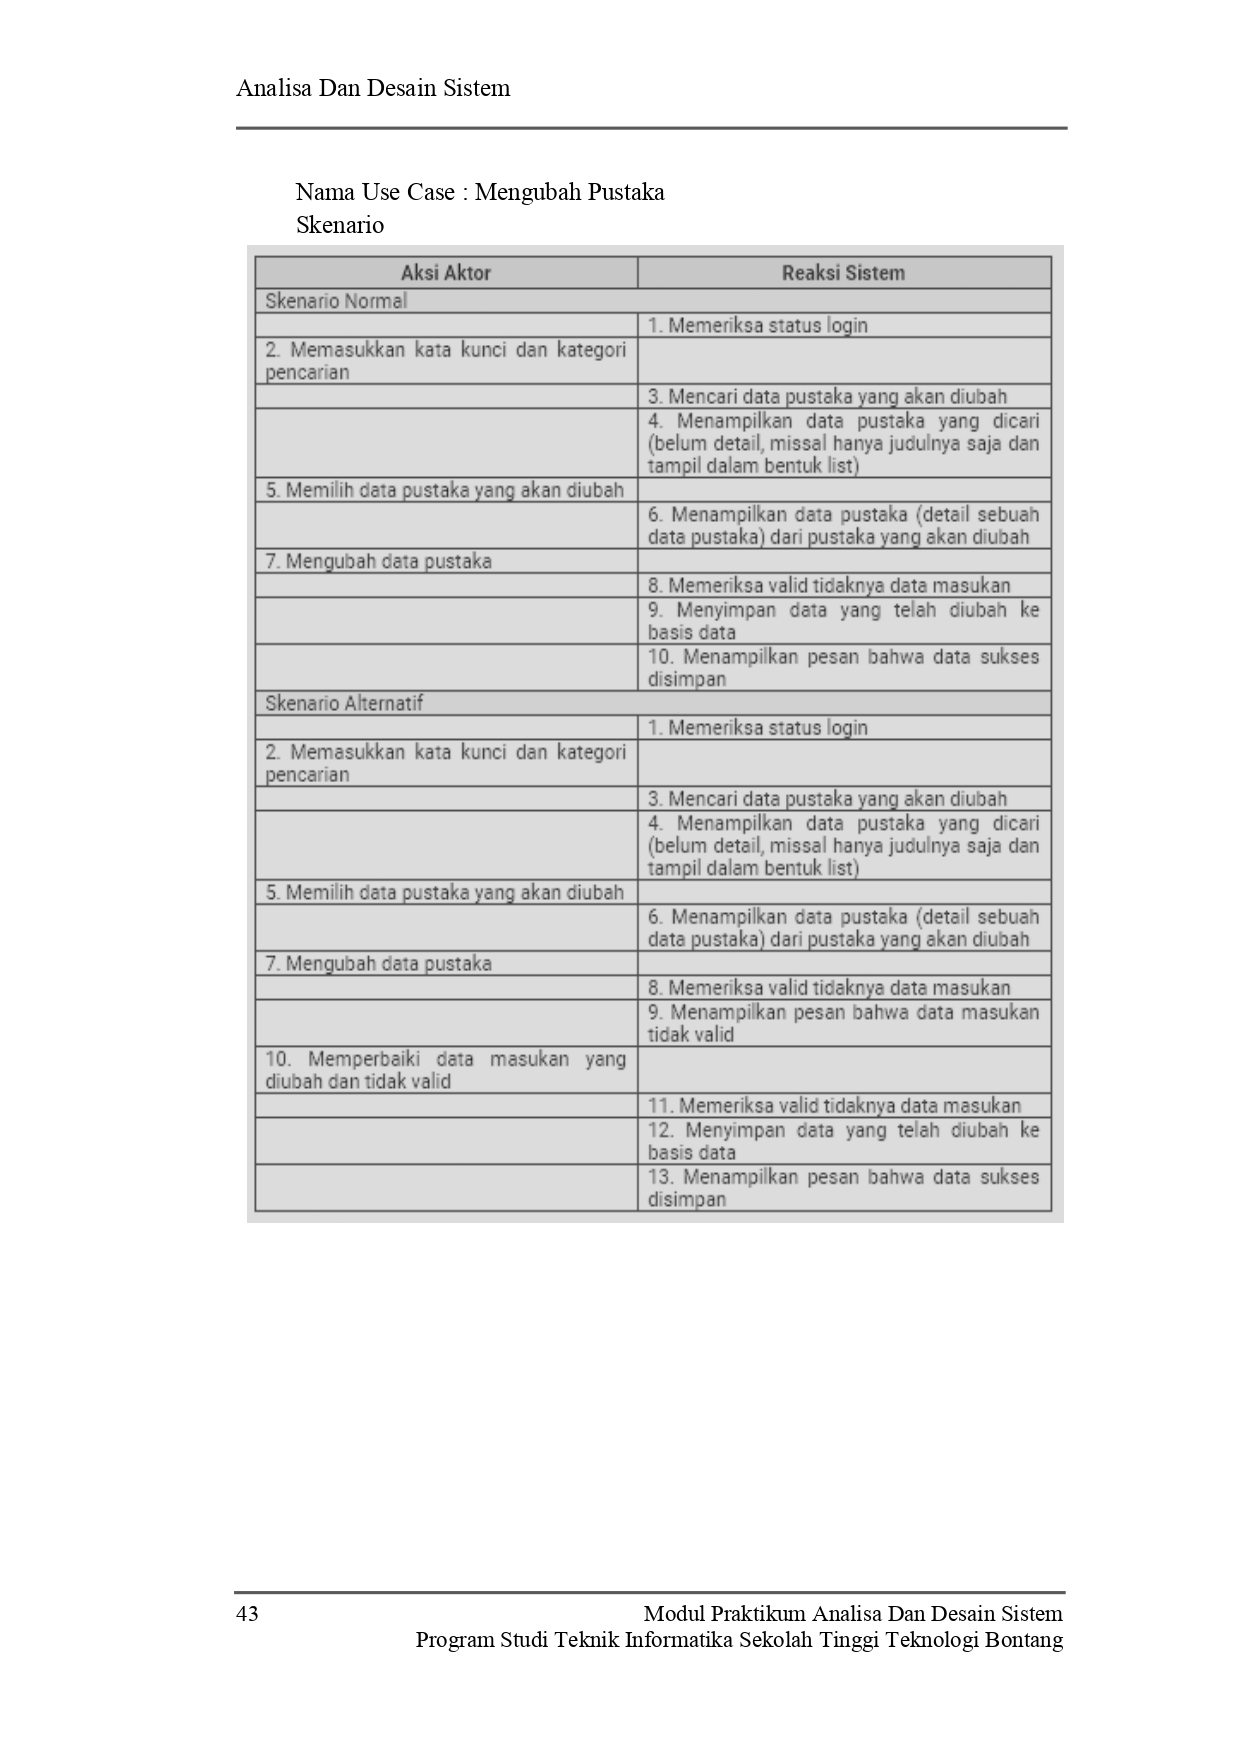 Analisa Dan Desain Sistem
Nama Use Case : Mengubah Pustaka
Skenario
Aksi Aktor
Reaksi Sistem
Skenario Normal
1. Memeriksa status login
2. Memasukkan kata kunci dan kategori
pencarian
3. Mencari data pustaka yang akan diubah
4. Menampilkan data pustaka yang dicari
(belum detail, missal hanya judulnya saja dan
tampil dalam bentuk list)
5. Memilih data pustaka yang akan diubah
6. Menampilkan data pustaka (detail sebuah
data pustaka) dari pustaka yang akan diubah
7. Mengubah data pustaka
8. Memeriksa valid tidaknya data masukan
9. Menyimpan data yang telah diubah ke
basis data
10. Menampilkan pesan bahwa data sukses
disimpan
Skenario Alternatif
1. Memeriksa status login
2. Memasukkan kata kunci dan kategori
pencarian
3. Mencari data pustaka yang akan diubah
4. Menampilkan data pustaka yang dicari
(belum detail, missal hanya judulnya saja dan
tampil dalam bentuk list)
5. Memilih data pustaka yang akan diubah
6. Menampilkan data pustaka (detail sebuah
data pustaka) dari pustaka yang akan diubah
7. Mengubah data pustaka
8. Memeriksa valid tidaknya data masukan
9. Menampilkan pesan bahwa data masukan
tidak valid
10. Memperbaiki data masukan yang
diubah dan tidak valid
11. Memeriksa valid tidaknya data masukan
12. Menyimpan data yang telah diubah ke
basis data
13. Menampilkan pesan bahwa data sukses
disimpan
43
Modul Praktikum Analisa Dan Desain Sistem
Program Studi Teknik Informatika Sekolah Tinggi Teknologi Bontang